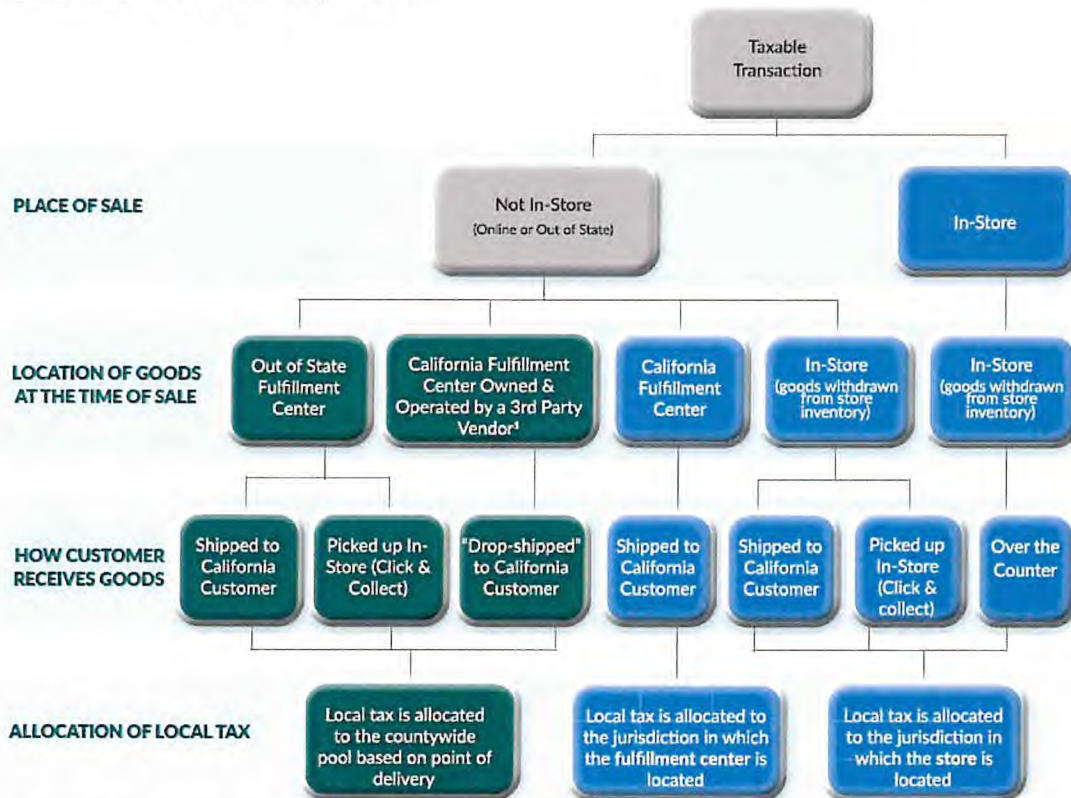 Taxable
Transaction
PLACE OF SALE
Not In-Store
(Online or Out of State)
In-Store
LOCATION OF GOODS
AT THE TIME OF SALE
Out of State
Fulfillment
Center
California Fulfillment
Center Owned &
Operated by a 3rd Party
Vendor¹
California
Fulfillment
Center
In-Store
(goods withdrawn
from store
inventory)
In-Store
(goods withdrawn
from store
inventory)
HOW CUSTOMER
RECEIVES GOODS
Shipped to
California
Customer
Picked up In-
Store (Click &
Collect)
"Drop-shipped"
to California
Customer
Shipped to
California
Customer
Shipped to
California
Customer
Picked up
In-Store
(Click &
collect)
Over the
Counter
ALLOCATION OF LOCAL TAX
Local tax is allocated
to the countywide
pool based on point of
delivery
Local tax is allocated to
the jurisdiction in which
the fulfillment center is
located
Local tax is allocated
to the jurisdiction in
which the store is
located